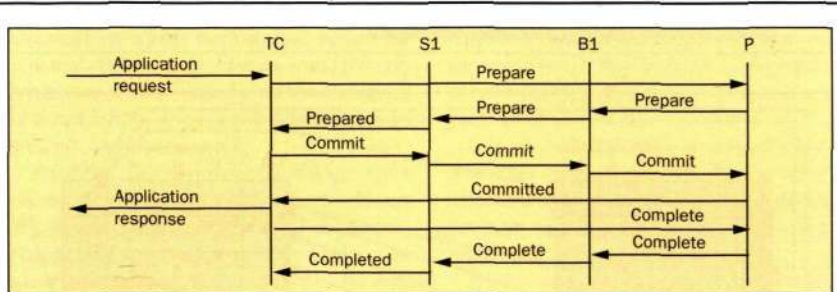 TC S1 B1 P
Application
request
Prepare
Prepare
Prepare
Prepared
Commit
Commit
Commit
Committed
Application
response
Complete
Complete
Complete
Completed